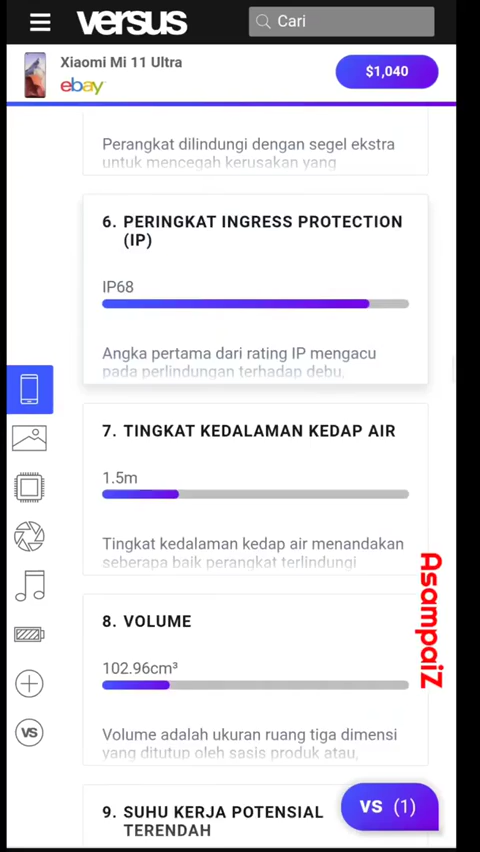 versus
Cari
Xiaomi Mi 11 Ultra
ebay
$1,040
Perangkat dilindungi dengan segel ekstra
untuk mencegah kerusakan yang
6. PERINGKAT INGRESS PROTECTION
(IP)
IP68
Angka pertama dari rating IP mengacu
pada perlindungan terhadap debu,
7. TINGKAT KEDALAMAN KEDAP AIR
1.5m
Tingkat kedalaman kedap air menandakan
seberapa baik perangkat terlindungi
AsampaiZ
8. VOLUME
102.96cm³
Volume adalah ukuran ruang tiga dimensi
yang ditutup oleh sasis produk atau,
VS
9. SUHU KERJA POTENSIAL
TERENDAH
VS (1)